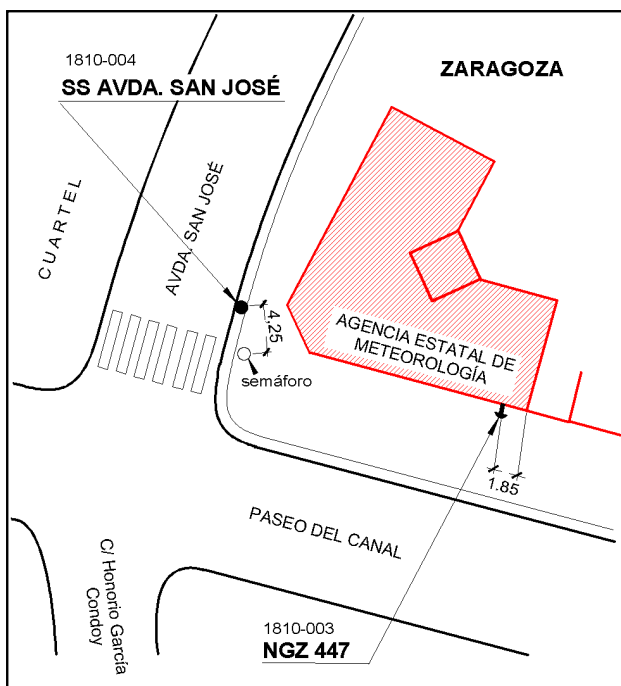 1810-004
SS AVDA. SAN JOSÉ
ZARAGOZA
CUARTEL
AVDA. SAN JOSÉ
4,25
semáforo
AGENCIA ESTATAL DE
METEOROLOGÍA
1.85
PASEO DEL CANAL
C/ Honorio García
Condoy
1810-003
NGZ 447